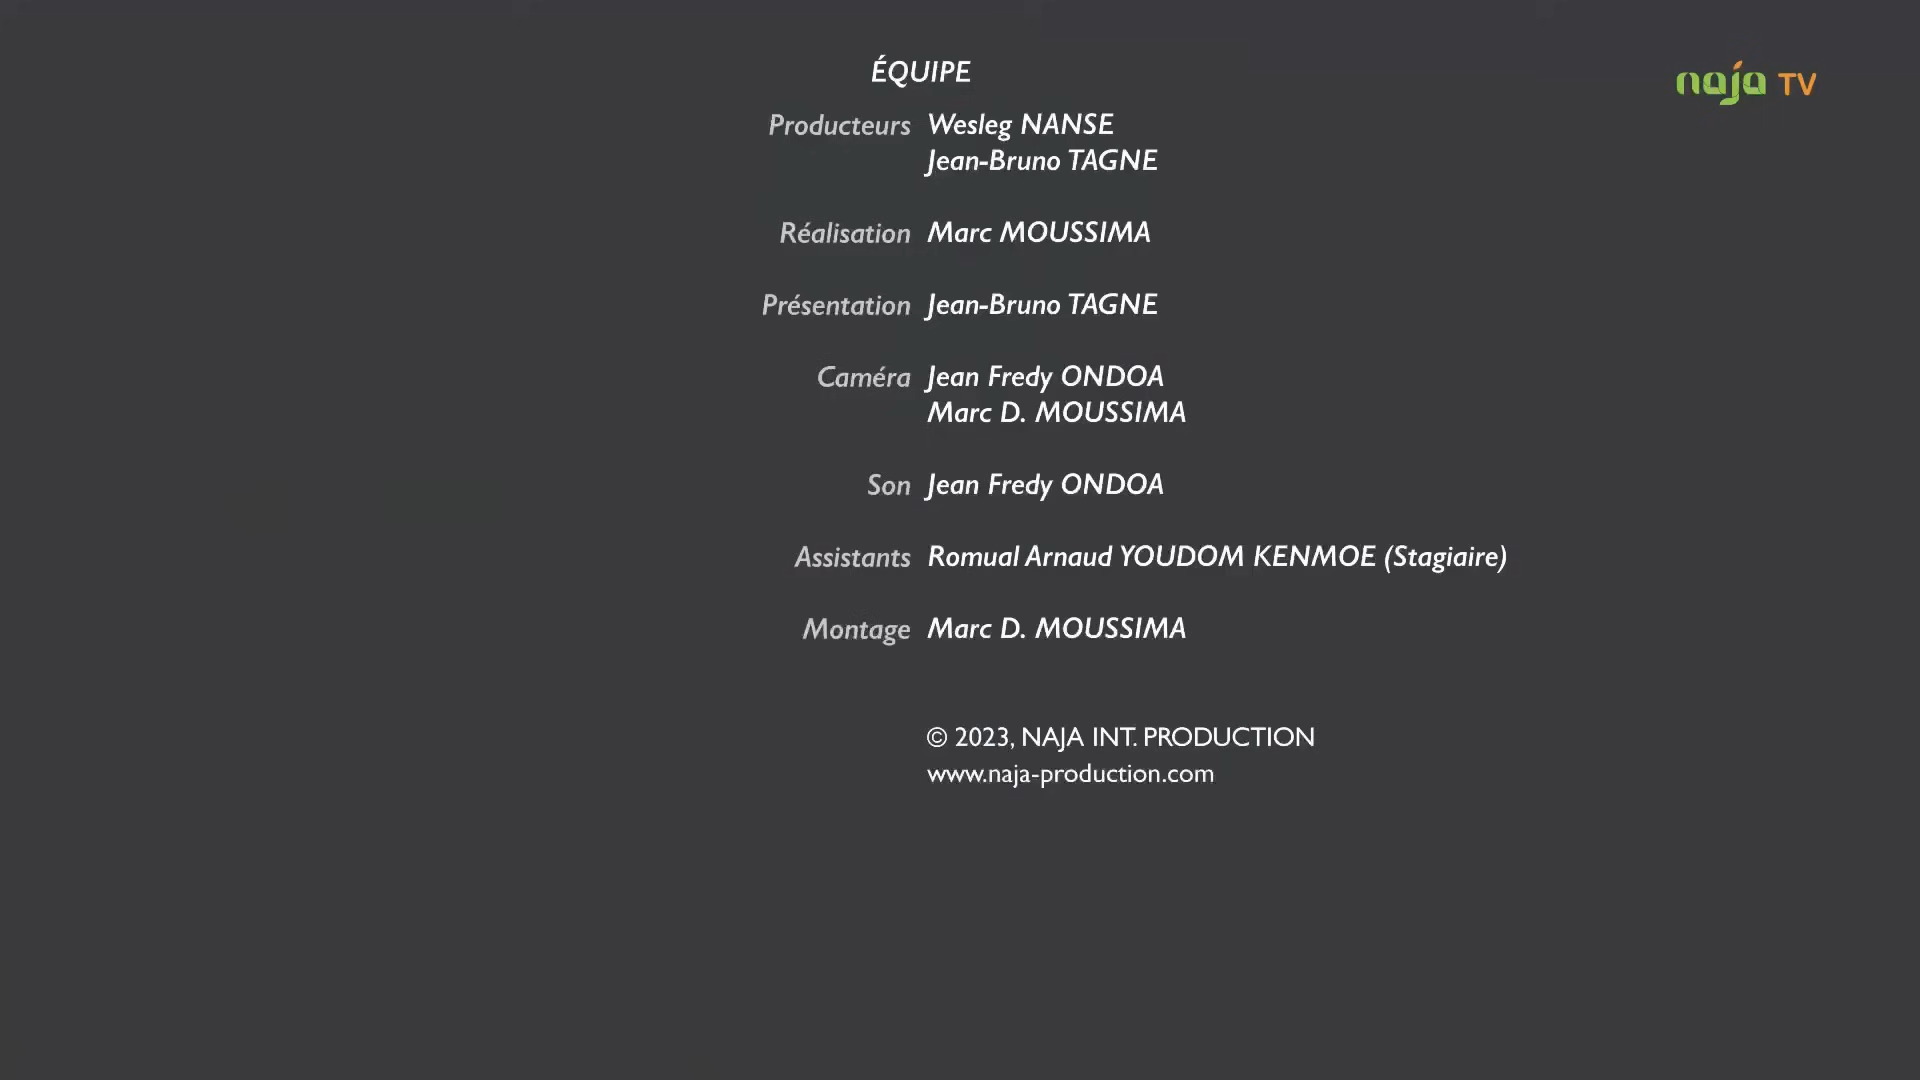 ÉQUIPE
naja TV
Producteurs Wesleg NANSE
Jean-Bruno TAGNE
Réalisation Marc MOUSSIMA
Présentation Jean-Bruno TAGNE
Caméra Jean Fredy ONDOA
Marc D. MOUSSIMA
Son Jean Fredy ONDOA
Assistants Romual Arnaud YOUDOM KENMOE (Stagiaire)
Montage Marc D. MOUSSIMA
© 2023, NAJA INT. PRODUCTION
www.naja-production.com